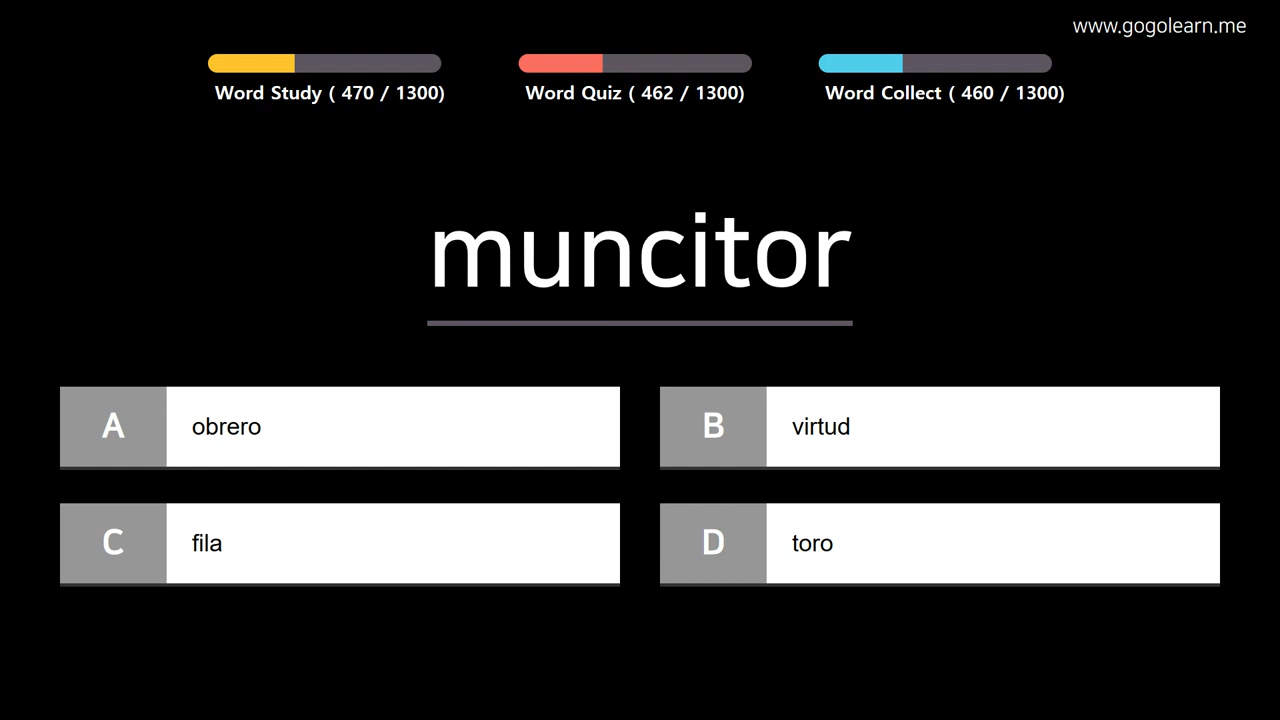 www.gogolearn.me
Word Study ( 470 / 1300)
Word Quiz ( 462 / 1300)
Word Collect ( 460 / 1300)
muncitor
A obrero
B virtud
C fila
D toro